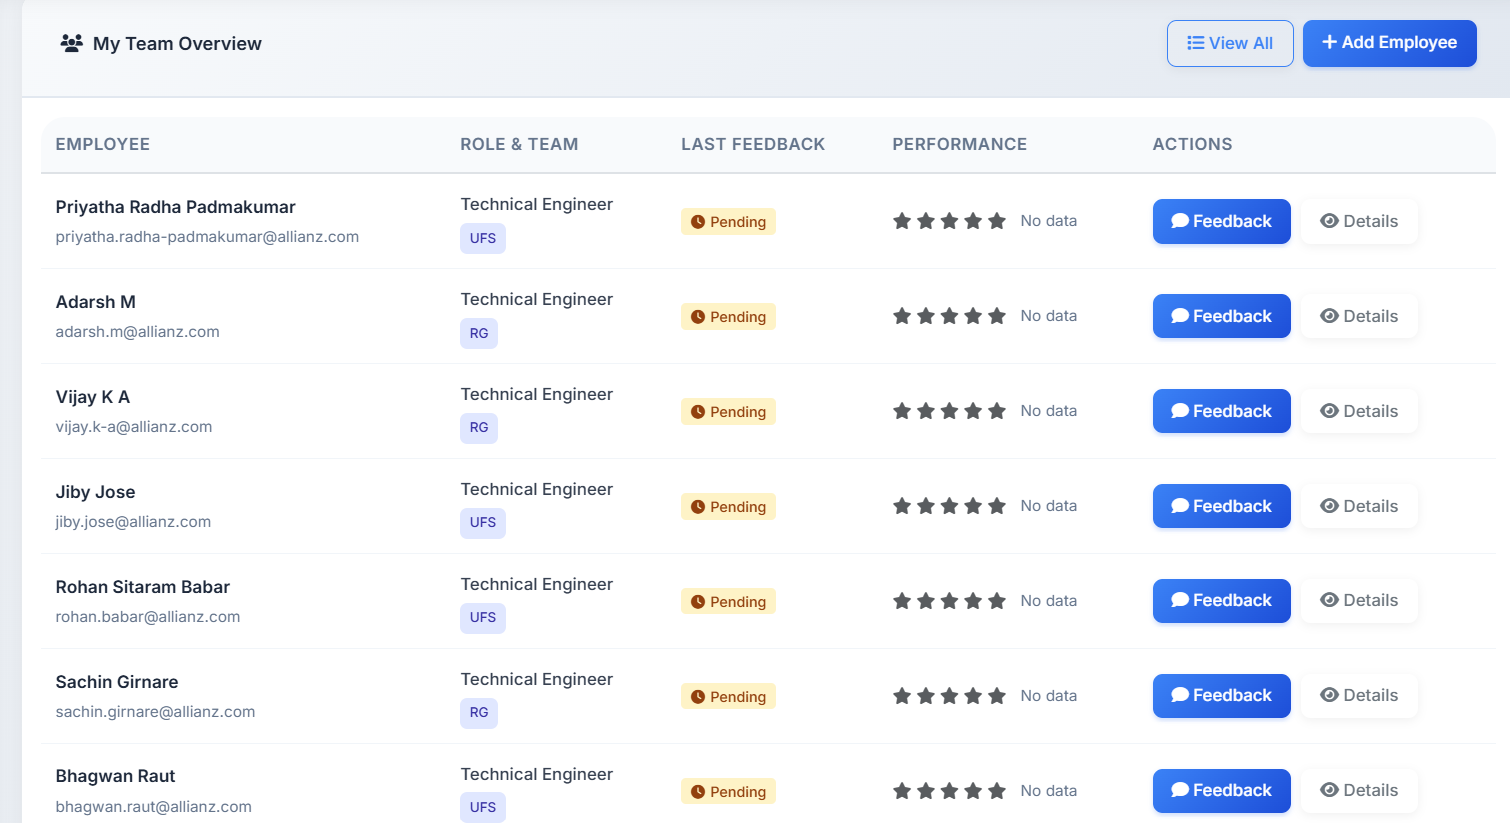 My Team Overview
View All
Add Employee
EMPLOYEE ROLE & TEAM LAST FEEDBACK PERFORMANCE ACTIONS
Priyatha Radha Padmakumar
priyatha.radha-padmakumar@allianz.com
Technical Engineer
UFS
Pending
No data
Feedback
Details
Adarsh M
adarsh.m@allianz.com
Technical Engineer
RG
Pending
No data
Feedback
Details
Vijay K A
vijay.k-a@allianz.com
Technical Engineer
RG
Pending
No data
Feedback
Details
Jiby Jose
jiby.jose@allianz.com
Technical Engineer
UFS
Pending
No data
Feedback
Details
Rohan Sitaram Babar
rohan.babar@allianz.com
Technical Engineer
UFS
Pending
No data
Feedback
Details
Sachin Girnare
sachin.girnare@allianz.com
Technical Engineer
RG
Pending
No data
Feedback
Details
Bhagwan Raut
bhagwan.raut@allianz.com
Technical Engineer
UFS
Pending
No data
Feedback
Details